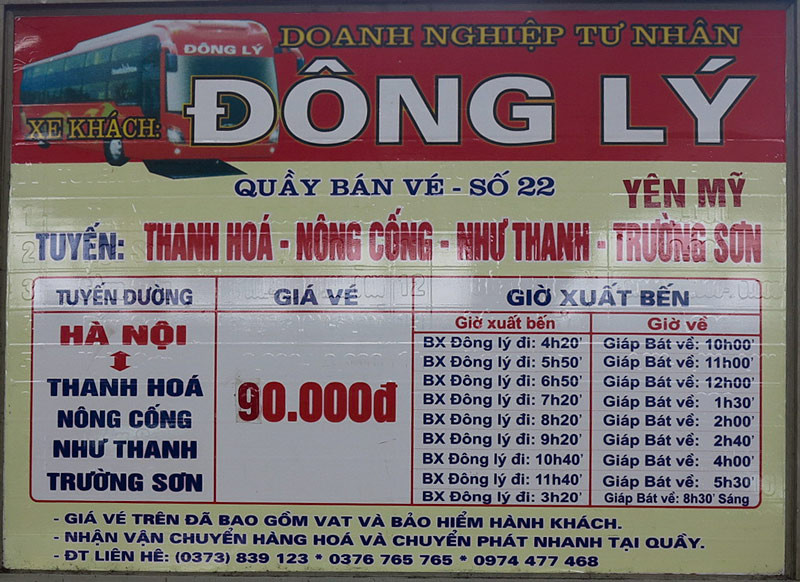 DOANH NGHIỆP TƯ NHÂN
ĐÔNG LÝ
XE KHÁCH: ĐÔNG LÝ
QUẦY BÁN VÉ - SỐ 22
YÊN MỸ
TUYẾN: THANH HOÁ - NÔNG CỐNG - NHƯ THANH - TRƯỜNG SƠN
TUYẾN ĐƯỜNG GIÁ VÉ GIỜ XUẤT BẾN
Giờ xuất bến Giờ về
HÀ NỘI
THANH HOÁ
NÔNG CỐNG
NHƯ THANH
TRƯỜNG SƠN
90.000đ
BX Đông lý đi: 4h20' Giáp Bát về: 10h00'
BX Đông lý đi: 5h50' Giáp Bát về: 11h00'
BX Đông lý đi: 6h50' Giáp Bát về: 12h00'
BX Đông lý đi: 7h20' Giáp Bát về: 1h30'
BX Đông lý đi: 8h20' Giáp Bát về: 2h00'
BX Đông lý đi: 9h20' Giáp Bát về: 2h40'
BX Đông lý đi: 10h40' Giáp Bát về: 4h00'
BX Đông lý đi: 11h40' Giáp Bát về: 5h30'
BX Đông lý đi: 3h20' Giáp Bát về: 8h30' Sáng
- GIÁ VÉ TRÊN ĐÃ BAO GỒM VAT VÀ BẢO HIỂM HÀNH KHÁCH.
- NHẬN VẬN CHUYỂN HÀNG HOÁ VÀ CHUYỂN PHÁT NHANH TẠI QUẦY.
- ĐT LIÊN HỆ: (0373) 839 123 * 0376 765 765 * 0974 477 468